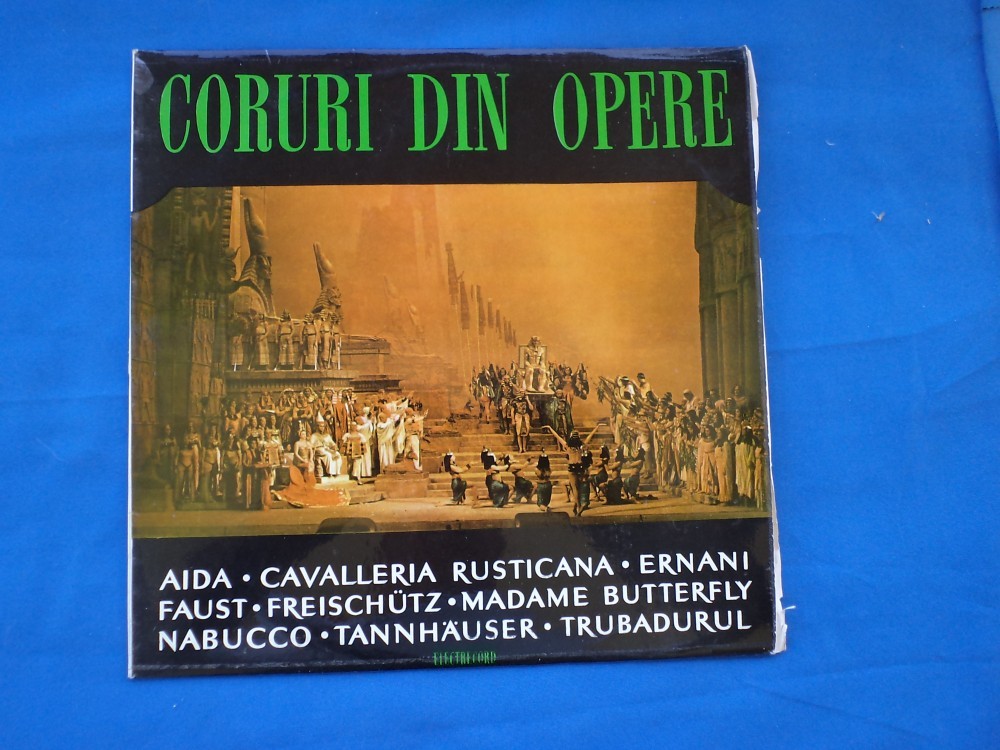 CORURI DIN OPERE
AIDA • CAVALLERIA RUSTICANA • ERNANI
FAUST • FREISCHÜTZ • MADAME BUTTERFLY
NABUCCO • TANNHÄUSER • TRUBADURUL
ELECTRECORD